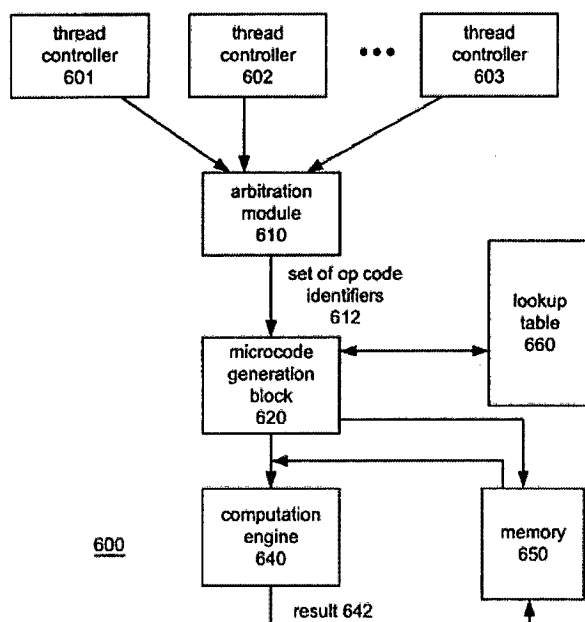 thread
controller
601
thread
controller
602
thread
controller
603
arbitration
module
610
set of op code
identifiers
612
lookup
table
660
microcode
generation
block
620
computation
engine
640
memory
650
600
result 642